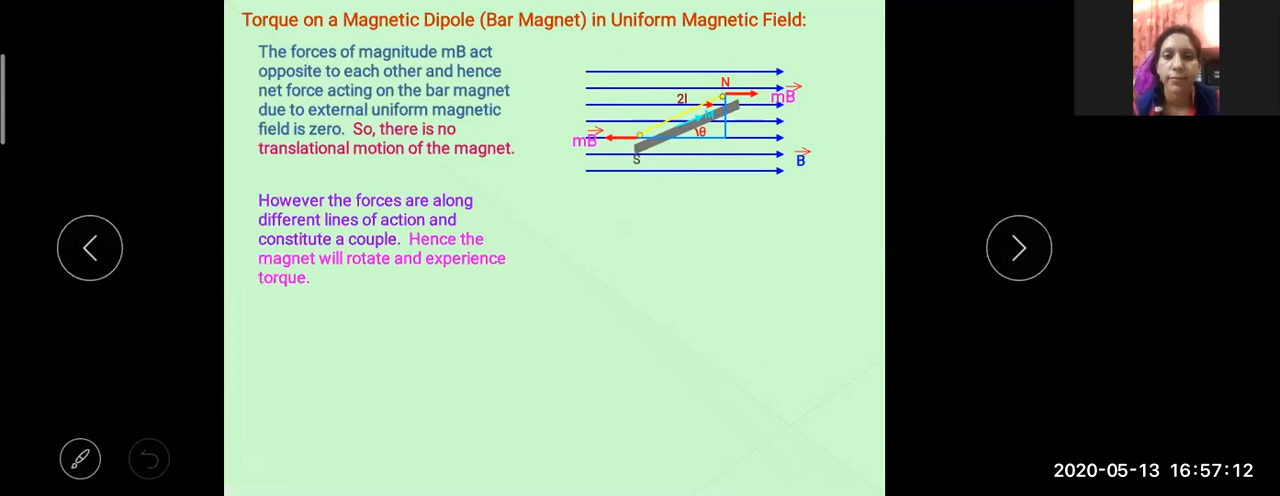 Torque on a Magnetic Dipole (Bar Magnet) in Uniform Magnetic Field:
The forces of magnitude mB act
opposite to each other and hence
net force acting on the bar magnet
due to external uniform magnetic
field is zero. So, there is no
translational motion of the magnet.
However the forces are along
different lines of action and
constitute a couple. Hence the
magnet will rotate and experience
torque.
N
2l
mB
M
θ
mB
S
B
2020-05-13 16:57:12